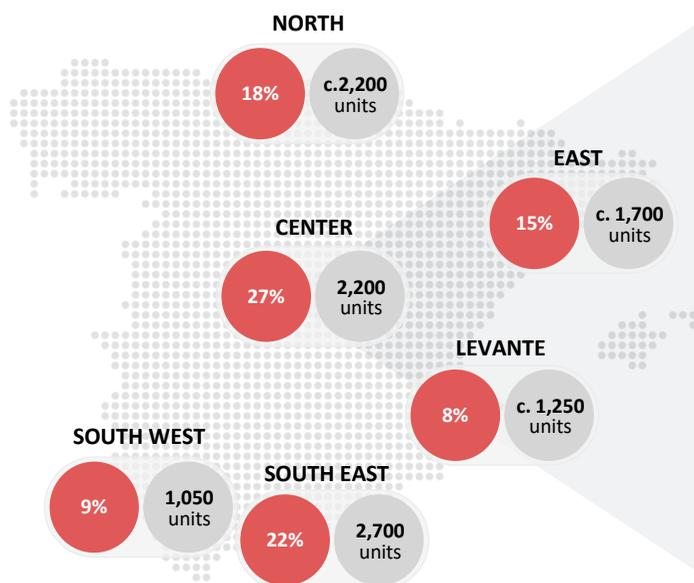 NORTH
18%
c.2,200
units
EAST
15%
c. 1,700
units
CENTER
27%
2,200
units
LEVANTE
8%
c. 1,250
units
SOUTH WEST
9%
1,050
units
SOUTH EAST
22%
2,700
units